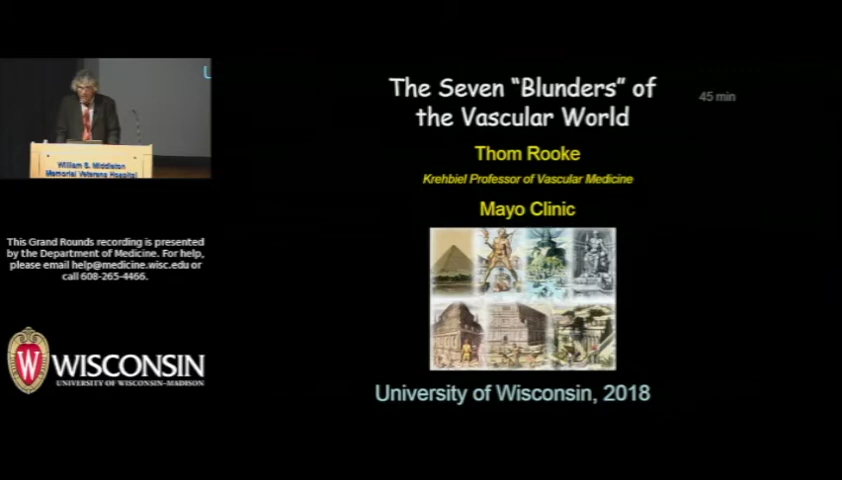 The Seven “Blunders” of
the Vascular World
45 min
Thom Rooke
Krehbiel Professor of Vascular Medicine
Mayo Clinic
University of Wisconsin, 2018
U
William S. Middleton
Memorial Veterans Hospital
This Grand Rounds recording is presented
by the Department of Medicine. For help,
please email help@medicine.wisc.edu or
call 608-265-4466.
W
WISCONSIN
UNIVERSITY OF WISCONSIN–MADISON